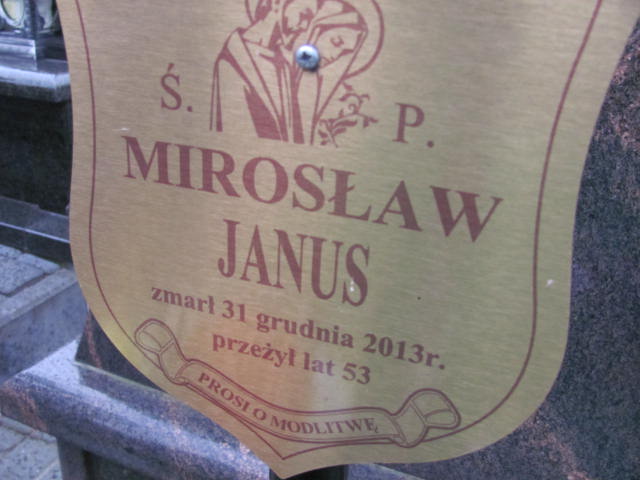 Ś. P.
MIROSŁAW
JANUS
zmarł 31 grudnia 2013r.
przeżył lat 53
PROSI O MODLITWĘ